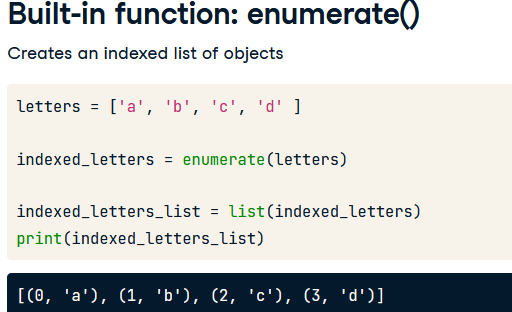 Built-in function: enumerate()
Creates an indexed list of objects
letters = ['a', 'b', 'c', 'd' ]
indexed_letters = enumerate(letters)
indexed_letters_list = list(indexed_letters)
print(indexed_letters_list)
[(0, 'a'), (1, 'b'), (2, 'c'), (3, 'd')]